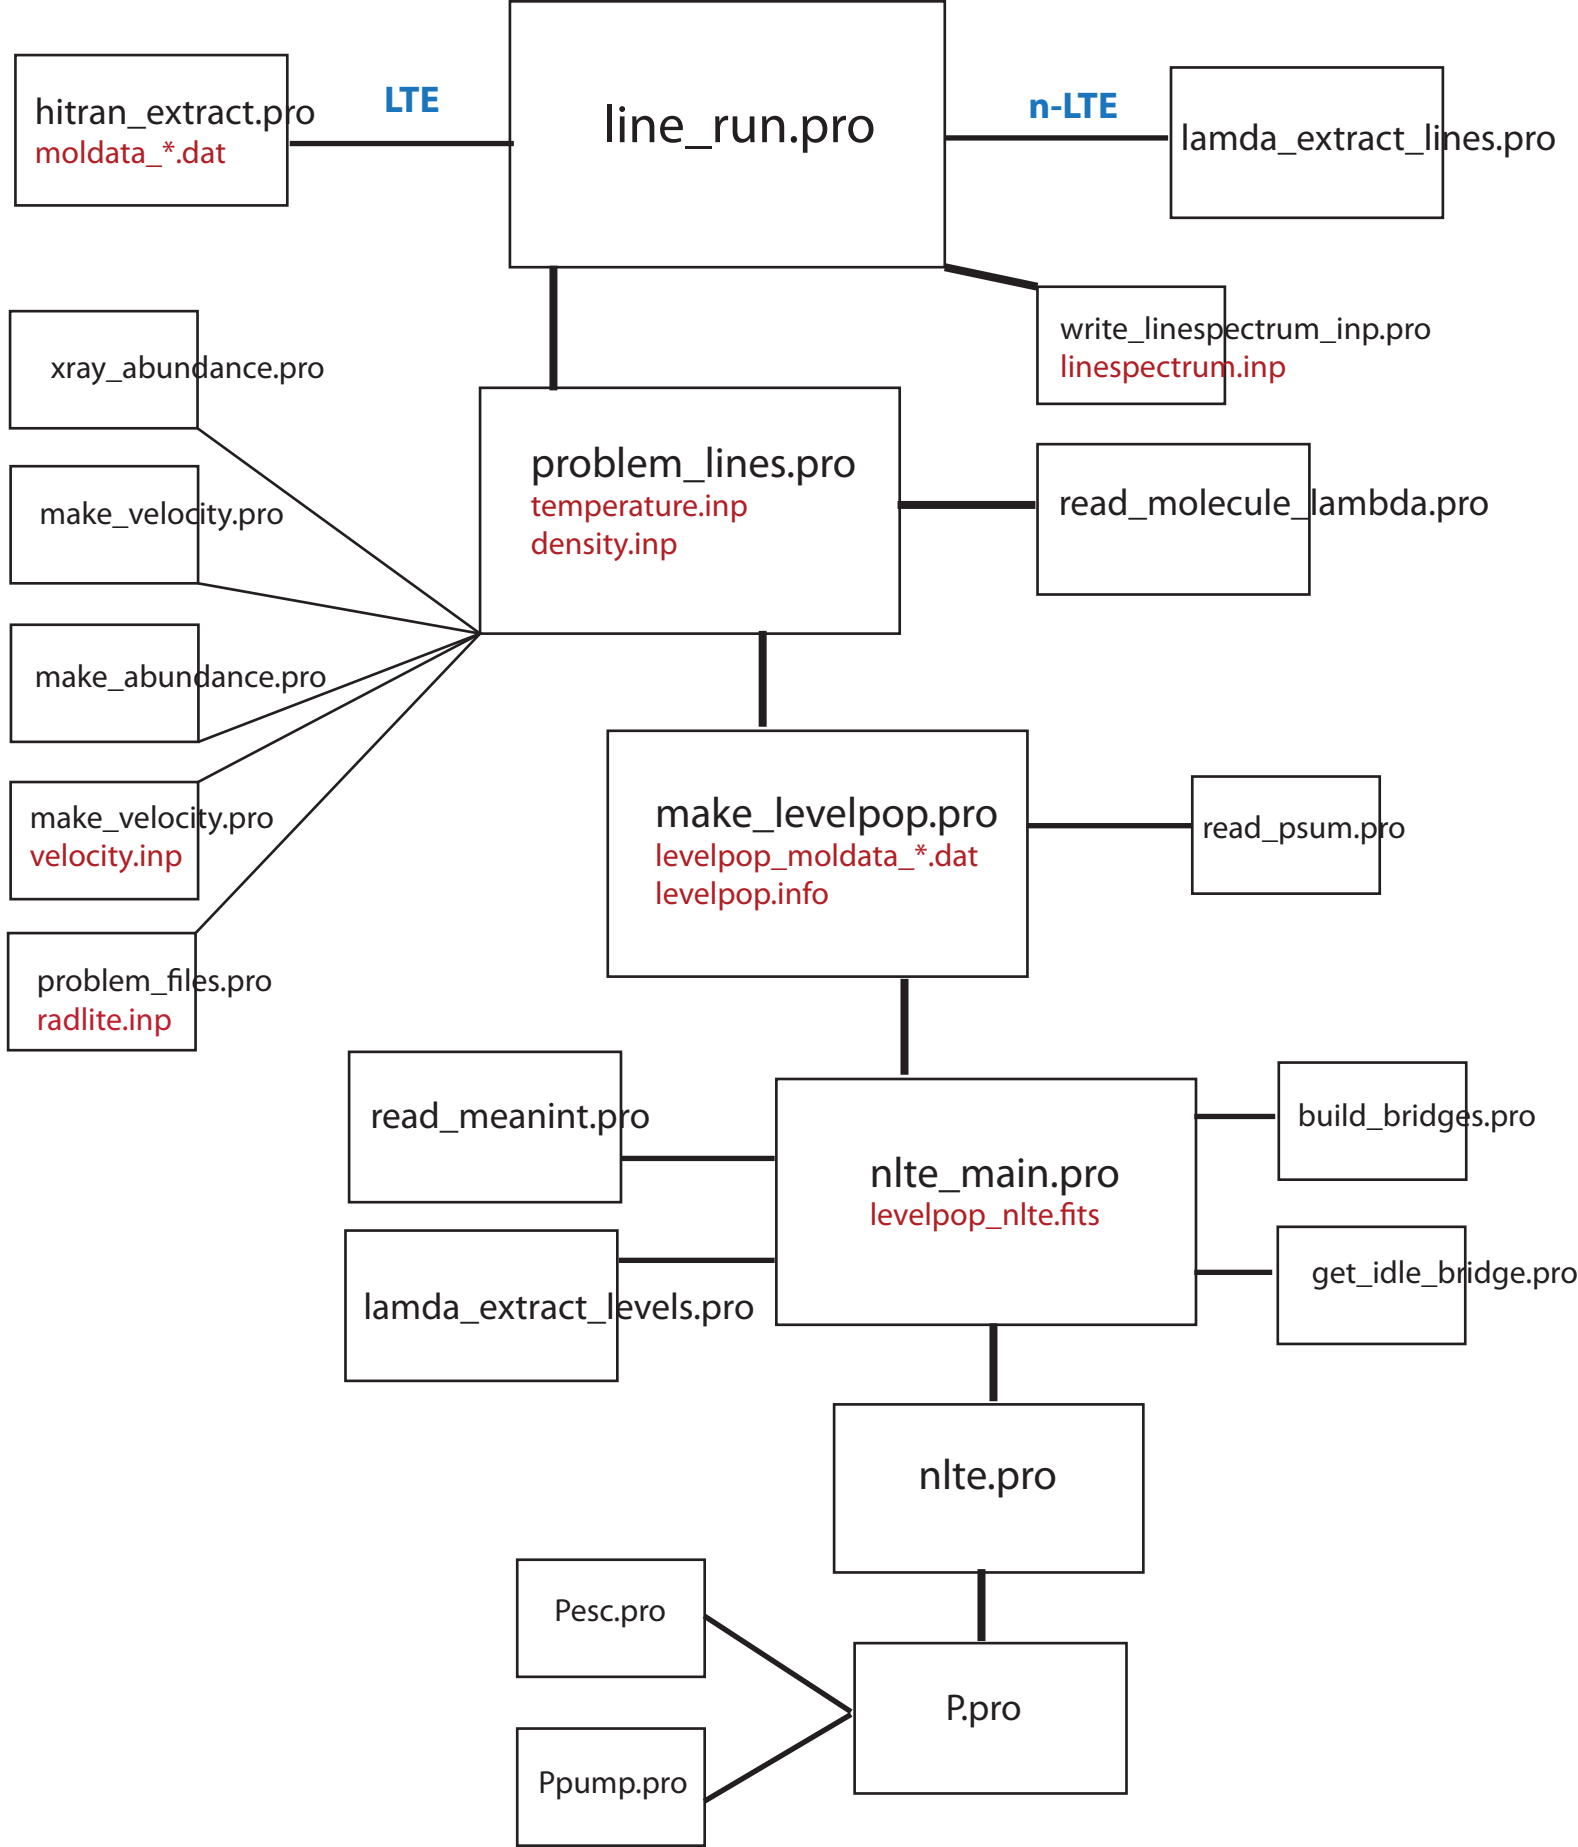 line_run.pro
LTE
n-LTE
hitran_extract.pro
moldata_*.dat
lamda_extract_lines.pro
write_linespectrum_inp.pro
linespectrum.inp
xray_abundance.pro
make_velocity.pro
make_abundance.pro
make_velocity.pro
velocity.inp
problem_files.pro
radlite.inp
problem_lines.pro
temperature.inp
density.inp
read_molecule_lambda.pro
make_levelpop.pro
levelpop_moldata_*.dat
levelpop.info
read_psum.pro
read_meanint.pro
lamda_extract_levels.pro
nlte_main.pro
levelpop_nlte.fits
build_bridges.pro
get_idle_bridge.pro
nlte.pro
Pesc.pro
Ppump.pro
P.pro